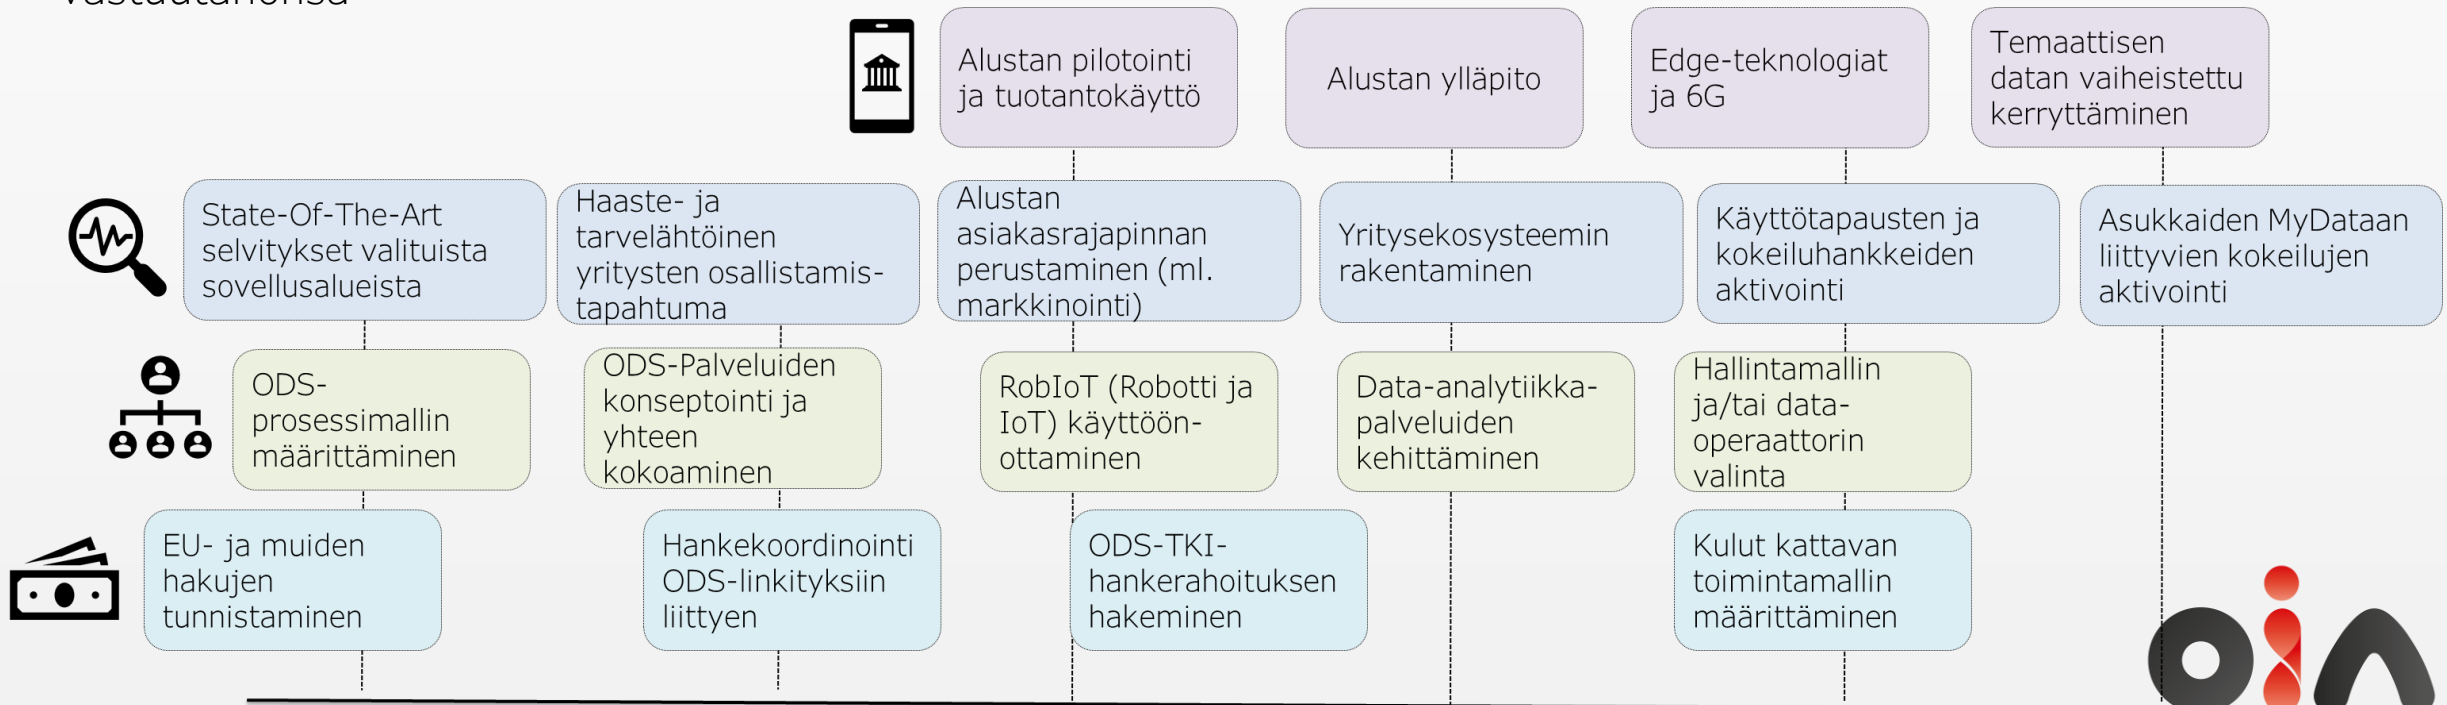 Alustan pilotointi
ja tuotantokäyttö
Alustan ylläpito
Edge-teknologiat
ja 6G
Temaattisen
datan vaiheistettu
kerryttäminen
State-Of-The-Art
selvitykset valituista
sovellusalueista
Haaste- ja
tarvelähtöinen
yritysten osallistamis-
tapahtuma
Alustan
asiakasrajapinnan
perustaminen (ml.
markkinointi)
Yritysekosysteemin
rakentaminen
Käyttötapausten ja
kokeiluhankkeiden
aktivointi
Asukkaiden MyDataan
liittyvien kokeilujen
aktivointi
ODS-
prosessimallin
määrittäminen
ODS-Palveluiden
konseptointi ja
yhteen
kokoaminen
RobIoT (Robotti ja
IoT) käyttöön-
ottaminen
Data-analytiikka-
palveluiden
kehittäminen
Hallintamallin
ja/tai data-
operaattorin
valinta
EU- ja muiden
hakujen
tunnistaminen
Hankekoordinointi
ODS-linkityksiin
liittyen
ODS-TKI-
hankerahoituksen
hakeminen
Kulut kattavan
toimintamallin
määrittäminen